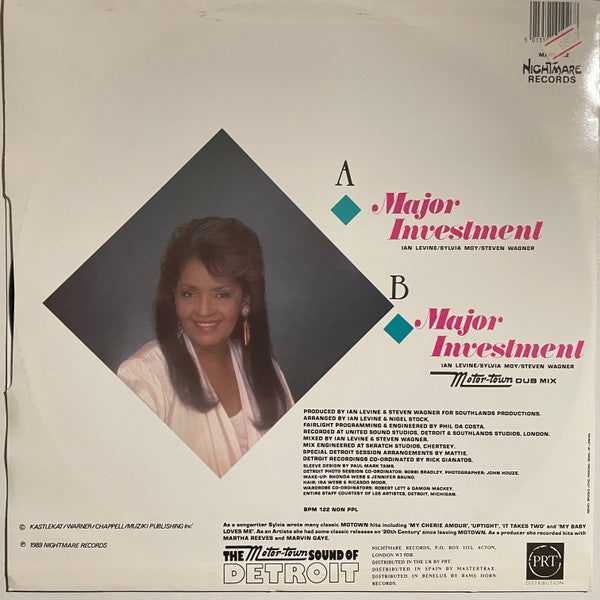 NIGHTMARE
RECORDS
A
Major
Investment
IAN LEVINE/SYLVIA MOY/STEVEN WAGNER
B
Major
Investment
IAN LEVINE/SYLVIA MOY/STEVEN WAGNER
Motor-town DUB MIX
PRODUCED BY IAN LEVINE & STEVEN WAGNER FOR SOUTHLANDS PRODUCTIONS.
ARRANGED BY IAN LEVINE & NIGEL STOCK.
FAIRLIGHT PROGRAMMING & ENGINEERED BY PHIL DA COSTA.
RECORDED AT UNITED SOUND STUDIOS, DETROIT & SOUTHLANDS STUDIOS, LONDON.
MIXED BY IAN LEVINE & STEVEN WAGNER.
MIX ENGINEERED AT SKRATCH STUDIOS, CHERTSEY.
SPECIAL DETROIT SESSION ARRANGEMENTS BY MATTIE.
DETROIT RECORDINGS CO-ORDINATED BY RICK GIANATOS.
SLEEVE DESIGN BY PAUL MARK TAMS.
DETROIT PHOTO SESSION CO-ORDINATOR: BOBBI BRADLEY. PHOTOGRAPHER: JOHN HOUZE.
MAKE-UP: RHONDA WEBB & JENNIFER BRUNO.
HAIR: IRA WEBB & RICARDO MOOR.
WARDROBE CO-ORDINATORS: ROBERT LETT & DAMON MACKEY.
ENTIRE STAFF COURTESY OF LES ARTISTES, DETROIT, MICHIGAN.
BPM 122 NON PPL
© KASTLEKAT/WARNER/CHAPPELL/MUZIKI PUBLISHING Inc
℗ 1989 NIGHTMARE RECORDS
As a songwriter Sylvia wrote many classic MOTOWN hits including 'MY CHERIE AMOUR', 'UPTIGHT', 'IT TAKES TWO' and 'MY BABY
LOVES ME'. As an Artiste she had some classic releases on '20th Century' since leaving MOTOWN. As a producer she recorded hits with
MARTHA REEVES and MARVIN GAYE.
THE Motor-town SOUND OF
DETROIT
NIGHTMARE RECORDS, P.O. BOX 1112, ACTON,
LONDON W3 9DB.
DISTRIBUTED IN THE UK BY PRT.
DISTRIBUTED IN SPAIN BY MASTERTRAX.
DISTRIBUTED IN BENELUX BY RAMS HORN
RECORDS.
PRT
DISTRIBUTION